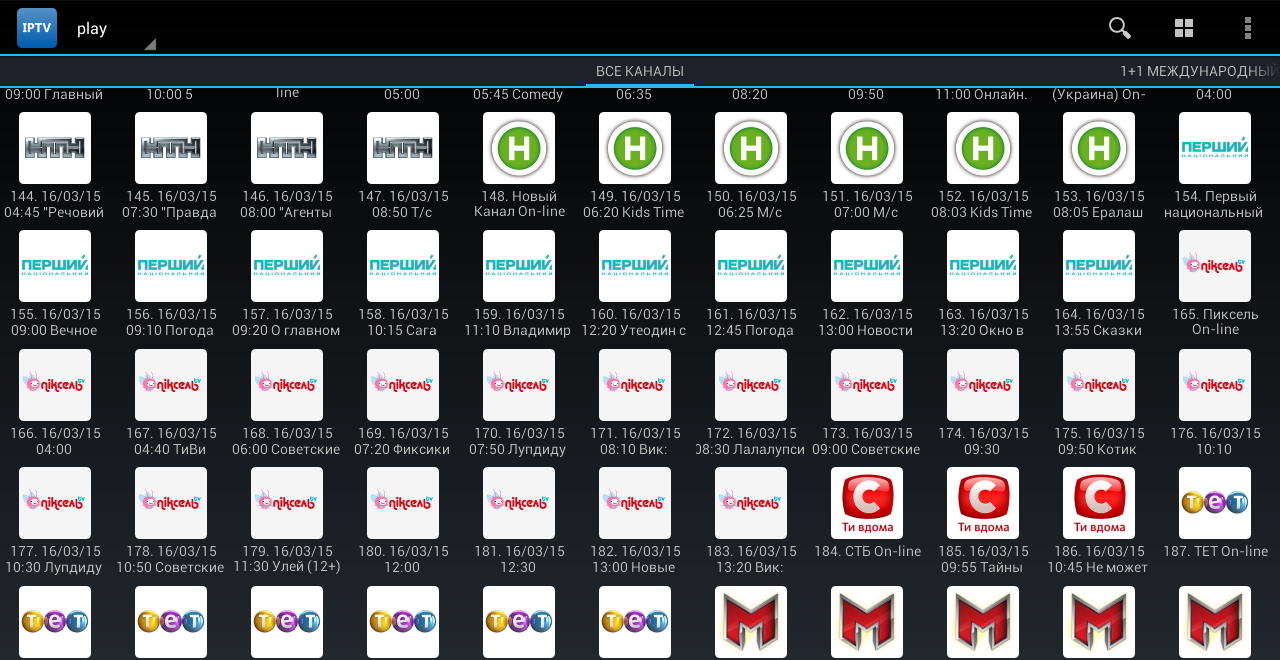 IPTV play
ВСЕ КАНАЛЫ 1+1 МЕЖДУНАРОДНЫЙ
09:00 Главный 10:00 5 line 05:00 05:45 Comedy 06:35 08:20 09:50 11:00 Онлайн. (Украина) On- 04:00
НТН НТН НТН НТН Н Н Н Н Н Н ПЕРШИЙ НАЦІОНАЛЬНИЙ
144. 16/03/15 145. 16/03/15 146. 16/03/15 147. 16/03/15 148. Новый 149. 16/03/15 150. 16/03/15 151. 16/03/15 152. 16/03/15 153. 16/03/15 154. Первый
04:45 "Речовий 07:30 "Правда 08:00 "Агенты 08:50 Т/с Канал On-line 06:20 Kids Time 06:25 М/с 07:00 М/с 08:03 Kids Time 08:05 Ералаш национальный
ПЕРШИЙ ПЕРШИЙ ПЕРШИЙ ПЕРШИЙ ПЕРШИЙ ПЕРШИЙ ПЕРШИЙ ПЕРШИЙ ПЕРШИЙ ПЕРШИЙ піксель tv
НАЦІОНАЛЬНИЙ НАЦІОНАЛЬНИЙ НАЦІОНАЛЬНИЙ НАЦІОНАЛЬНИЙ НАЦІОНАЛЬНИЙ НАЦІОНАЛЬНИЙ НАЦІОНАЛЬНИЙ НАЦІОНАЛЬНИЙ НАЦІОНАЛЬНИЙ НАЦІОНАЛЬНИЙ
155. 16/03/15 156. 16/03/15 157. 16/03/15 158. 16/03/15 159. 16/03/15 160. 16/03/15 161. 16/03/15 162. 16/03/15 163. 16/03/15 164. 16/03/15 165. Пиксель
09:00 Вечное 09:10 Погода 09:20 О главном 10:15 Сага 11:10 Владимир 12:20 Утеодин с 12:45 Погода 13:00 Новости 13:20 Окно в 13:55 Сказки On-line
піксель tv піксель tv піксель tv піксель tv піксель tv піксель tv піксель tv піксель tv піксель tv піксель tv піксель tv
166. 16/03/15 167. 16/03/15 168. 16/03/15 169. 16/03/15 170. 16/03/15 171. 16/03/15 172. 16/03/15 173. 16/03/15 174. 16/03/15 175. 16/03/15 176. 16/03/15
04:00 04:40 ТиВи 06:00 Советские 07:20 Фиксики 07:50 Лупдиду 08:10 Вик: 08:30 Лалалупси 09:00 Советские 09:30 09:50 Котик 10:10
піксель tv піксель tv піксель tv піксель tv піксель tv піксель tv піксель tv С Ти вдома С Ти вдома С Ти вдома ТЕТ
177. 16/03/15 178. 16/03/15 179. 16/03/15 180. 16/03/15 181. 16/03/15 182. 16/03/15 183. 16/03/15 184. СТБ On-line 185. 16/03/15 186. 16/03/15 187. ТЕТ On-line
10:30 Лупдиду 10:50 Советские 11:30 Улей (12+) 12:00 12:30 13:00 Новые 13:20 Вик: 09:55 Тайны 10:45 Не может
ТЕТ ТЕТ ТЕТ ТЕТ ТЕТ ТЕТ М М М М М